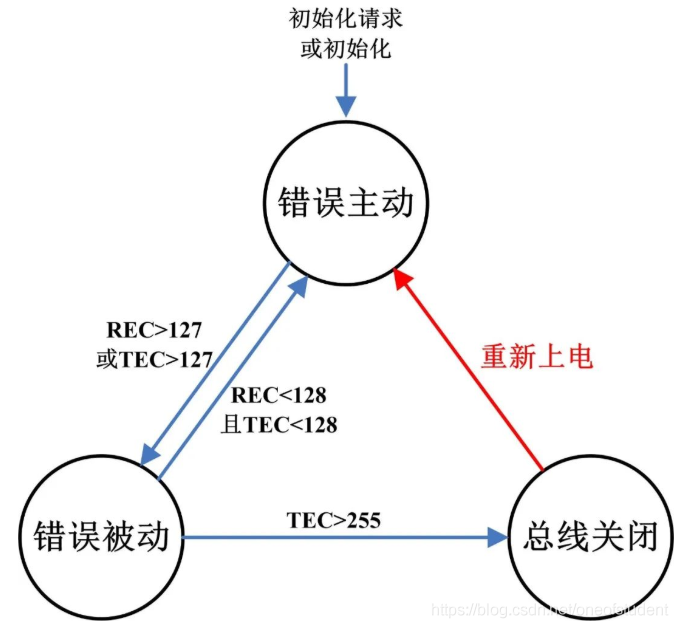 初始化请求
或初始化
错误主动
REC>127
或TEC>127
重新上电
REC<128
且TEC<128
错误被动
TEC>255
总线关闭
https://blog.csdn.net/oneofstudent